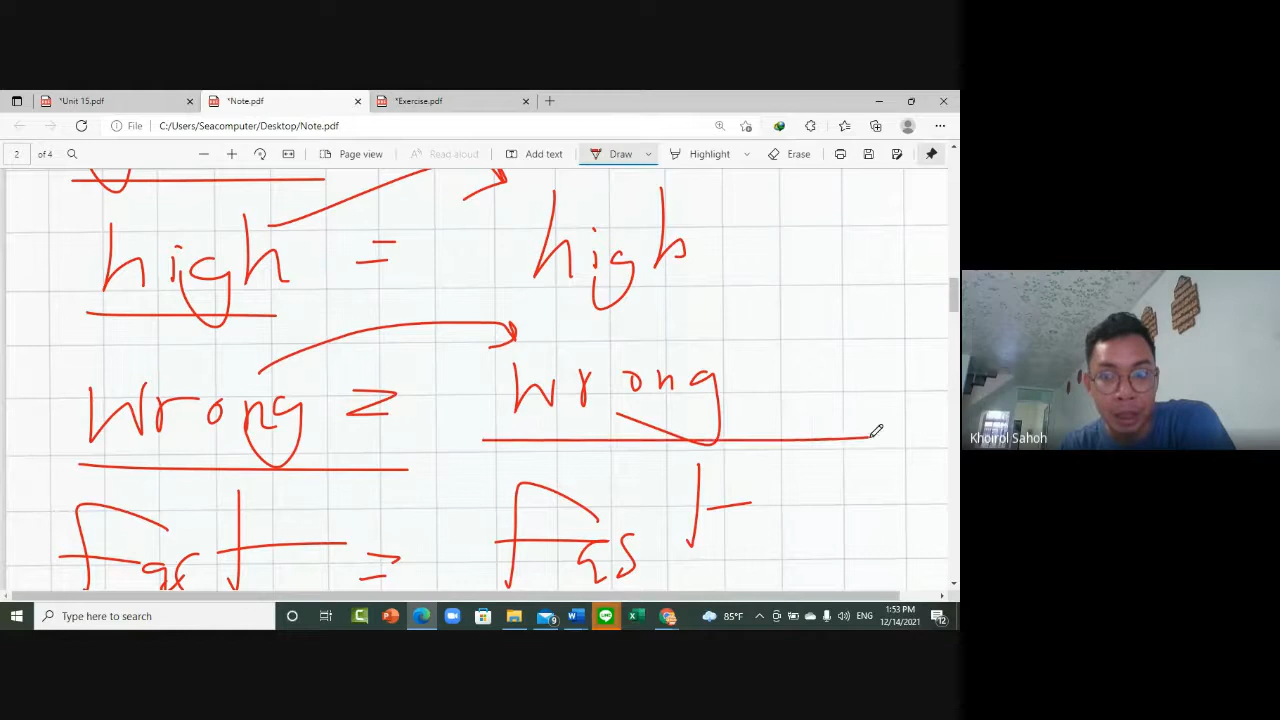 *Unit 15.pdf *Note.pdf *Exercise.pdf
File C:/Users/Seacomputer/Desktop/Note.pdf
2 of 4 Page view Read aloud Add text Draw Highlight Erase
high = high
Wrong = Wrong
Fast = Fast
Khoirol Sahoh
Type here to search 9 85°F ENG 1:53 PM 12/14/2021 12